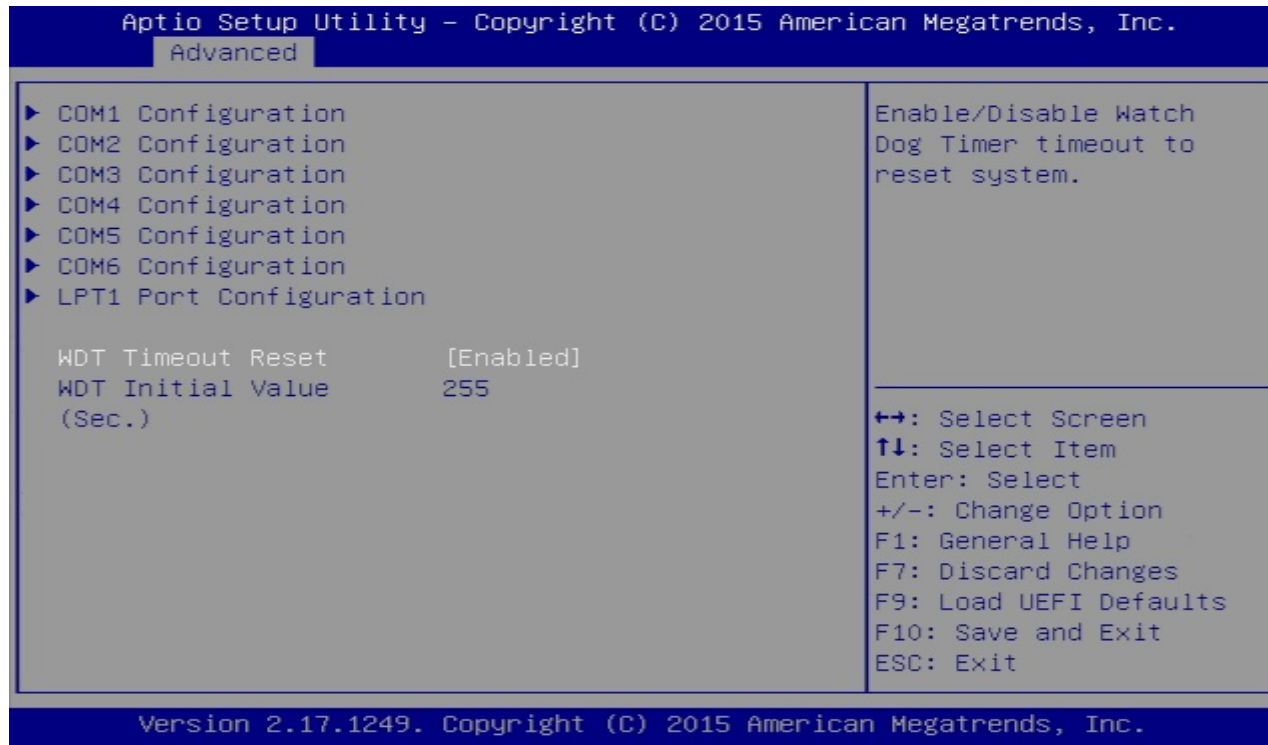 Aptio Setup Utility – Copyright (C) 2015 American Megatrends, Inc.
Advanced
► COM1 Configuration
► COM2 Configuration
► COM3 Configuration
► COM4 Configuration
► COM5 Configuration
► COM6 Configuration
► LPT1 Port Configuration
WDT Timeout Reset [Enabled]
WDT Initial Value 255
(Sec.)
Enable/Disable Watch
Dog Timer timeout to
reset system.
←→: Select Screen
↑↓: Select Item
Enter: Select
+/-: Change Option
F1: General Help
F7: Discard Changes
F9: Load UEFI Defaults
F10: Save and Exit
ESC: Exit
Version 2.17.1249. Copyright (C) 2015 American Megatrends, Inc.